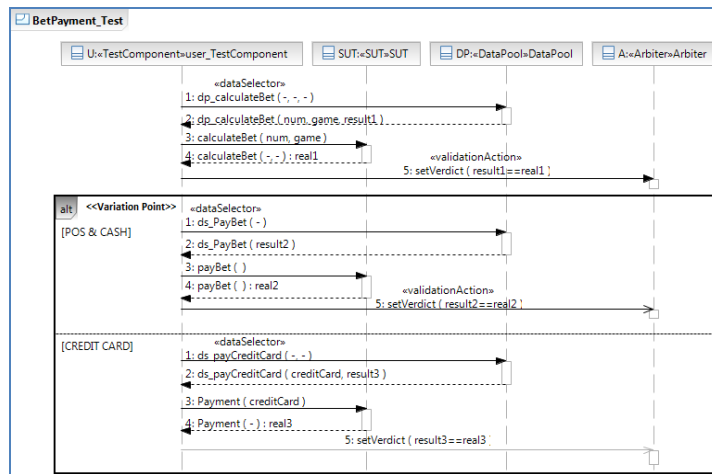 BetPayment_Test
U:«TestComponent»user_TestComponent
SUT:«SUT»SUT
DP:«DataPool»DataPool
A:«Arbiter»Arbiter
«dataSelector»
1: dp_calculateBet ( -, -, - )
2: dp_calculateBet ( num, game, result1 )
3: calculateBet ( num, game )
4: calculateBet ( -, - ) : real1
«validationAction»
5: setVerdict ( result1==real1 )
alt
<<Variation Point>>
«dataSelector»
[POS & CASH]
1: ds_PayBet ( - )
2: ds_PayBet ( result2 )
3: payBet ( )
4: payBet ( ) : real2
«validationAction»
5: setVerdict ( result2==real2 )
[CREDIT CARD]
«dataSelector»
1: ds_payCreditCard ( -, - )
2: ds_payCreditCard ( creditCard, result3 )
3: Payment ( creditCard )
4: Payment ( - ) : real3
5: setVerdict ( result3==real3 )